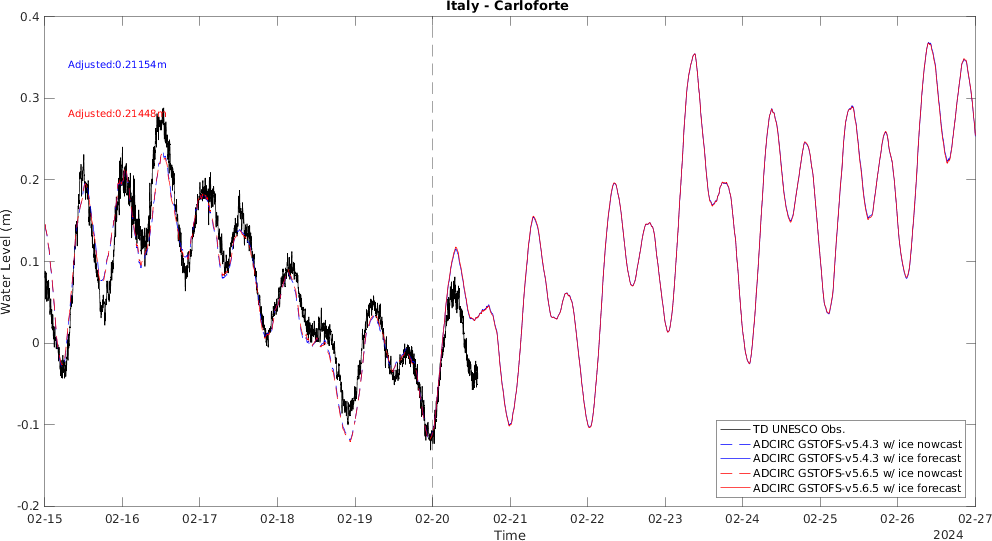 Italy - Carloforte
0.4
0.3
0.2
0.1
0
-0.1
-0.2
Water Level (m)
Adjusted:0.21154m
Adjusted:0.21448m
TD UNESCO Obs.
ADCIRC GSTOFS-v5.4.3 w/ ice nowcast
ADCIRC GSTOFS-v5.4.3 w/ ice forecast
ADCIRC GSTOFS-v5.6.5 w/ ice nowcast
ADCIRC GSTOFS-v5.6.5 w/ ice forecast
02-15 02-16 02-17 02-18 02-19 02-20 02-21 02-22 02-23 02-24 02-25 02-26 02-27
Time
2024